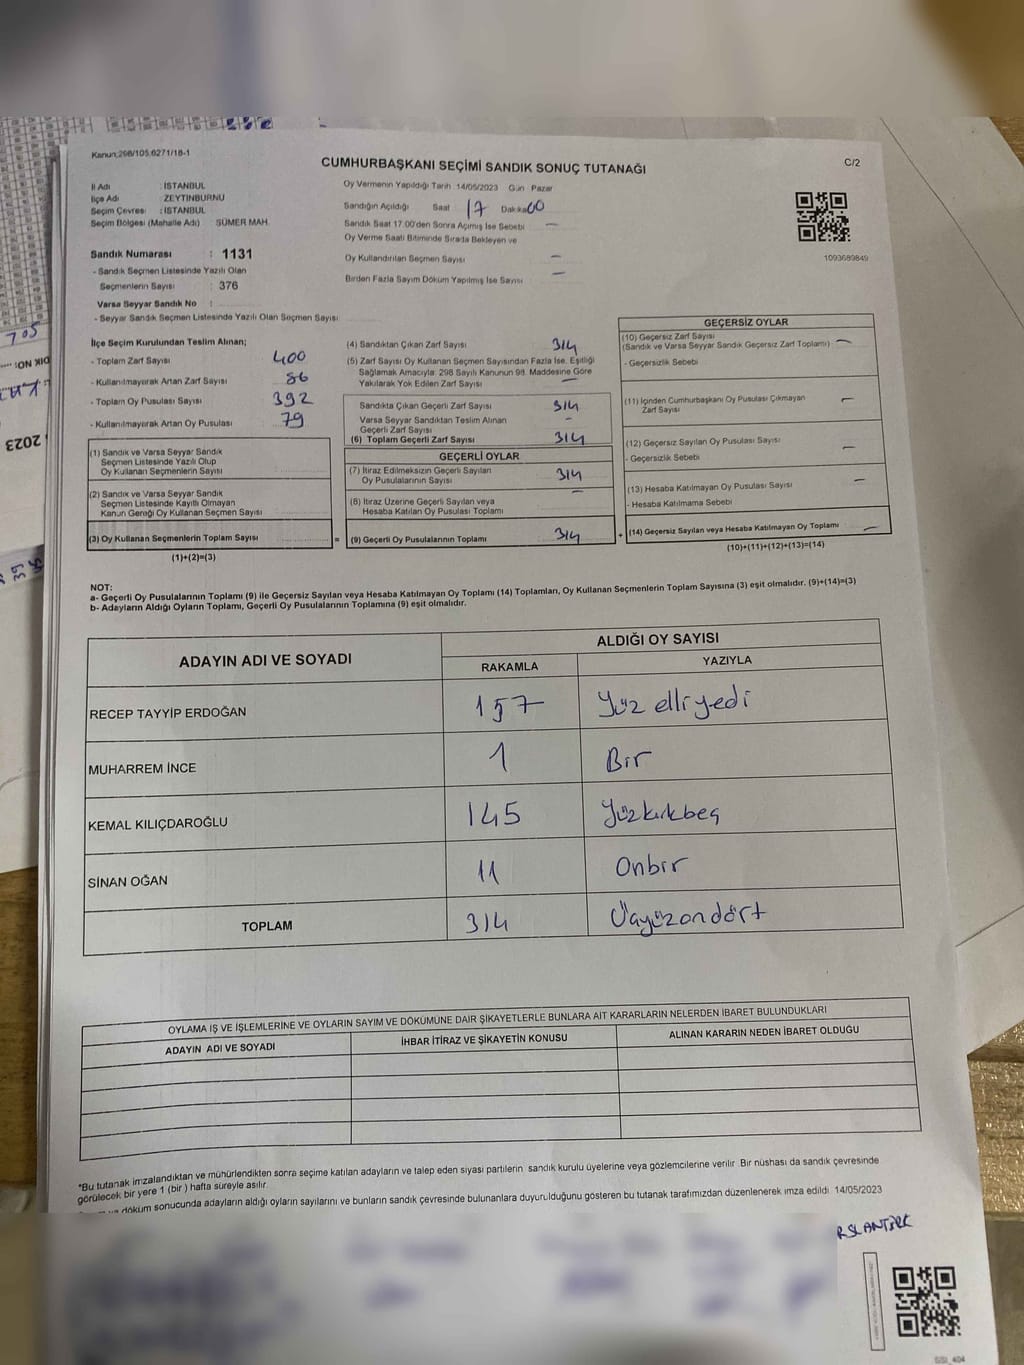 Kanun:298/105,6271/18-1
CUMHURBAŞKANI SEÇİMİ SANDIK SONUÇ TUTANAĞI
C/2
İl Adı : İSTANBUL
İlçe Adı : ZEYTİNBURNU
Seçim Çevresi : İSTANBUL
Seçim Bölgesi (Mahalle Adı) SÜMER MAH.
Oy Vermenin Yapıldığı Tarih 14/05/2023 Gün Pazar
Sandığın Açıldığı Saat 17 Dakika 00
Sandık Saat 17.00'den Sonra Açılmış İse Sebebi —
Oy Verme Saati Bitiminde Sırada Bekleyen ve
Oy Kullandırılan Seçmen Sayısı —
Birden Fazla Sayım Döküm Yapılmış İse Sayısı —
1093689849
Sandık Numarası : 1131
- Sandık Seçmen Listesinde Yazılı Olan
Seçmenlerin Sayısı : 376
Varsa Seyyar Sandık No :
- Seyyar Sandık Seçmen Listesinde Yazılı Olan Seçmen Sayısı
İlçe Seçim Kurulundan Teslim Alınan;
- Toplam Zarf Sayısı 400
- Kullanılmayarak Artan Zarf Sayısı 86
- Toplam Oy Pusulası Sayısı 392
- Kullanılmayarak Artan Oy Pusulası 79
(1) Sandık ve Varsa Seyyar Sandık
Seçmen Listesinde Yazılı Olup
Oy Kullanan Seçmenlerin Sayısı
(2) Sandık ve Varsa Seyyar Sandık
Seçmen Listesinde Kayıtlı Olmayan
Kanun Gereği Oy Kullanan Seçmen Sayısı
(3) Oy Kullanan Seçmenlerin Toplam Sayısı =
(1)+(2)=(3)
(4) Sandıktan Çıkan Zarf Sayısı 314
(5) Zarf Sayısı Oy Kullanan Seçmen Sayısından Fazla İse, Eşitliği
Sağlamak Amacıyla 298 Sayılı Kanunun 98. Maddesine Göre
Yakılarak Yok Edilen Zarf Sayısı —
Sandıkta Çıkan Geçerli Zarf Sayısı 314
Varsa Seyyar Sandıktan Teslim Alınan
Geçerli Zarf Sayısı -
(6) Toplam Geçerli Zarf Sayısı 314
GEÇERLİ OYLAR
(7) İtiraz Edilmeksizin Geçerli Sayılan
Oy Pusulalarının Sayısı 314
(8) İtiraz Üzerine Geçerli Sayılan veya
Hesaba Katılan Oy Pusulası Toplamı —
(9) Geçerli Oy Pusulalarının Toplamı 314 +
GEÇERSİZ OYLAR
(10) Geçersiz Zarf Sayısı
(Sandık ve Varsa Seyyar Sandık Geçersiz Zarf Toplamı) —
- Geçersizlik Sebebi
(11) İçinden Cumhurbaşkanı Oy Pusulası Çıkmayan
Zarf Sayısı —
(12) Geçersiz Sayılan Oy Pusulası Sayısı —
- Geçersizlik Sebebi
(13) Hesaba Katılmayan Oy Pusulası Sayısı —
- Hesaba Katılmama Sebebi
(14) Geçersiz Sayılan veya Hesaba Katılmayan Oy Toplamı —
(10)+(11)+(12)+(13)=(14)
NOT:
a- Geçerli Oy Pusulalarının Toplamı (9) ile Geçersiz Sayılan veya Hesaba Katılmayan Oy Toplamı (14) Toplamları, Oy Kullanan Seçmenlerin Toplam Sayısına (3) eşit olmalıdır. (9)+(14)=(3)
b- Adayların Aldığı Oyların Toplamı, Geçerli Oy Pusulalarının Toplamına (9) eşit olmalıdır.
ADAYIN ADI VE SOYADI
ALDIĞI OY SAYISI
RAKAMLA YAZIYLA
RECEP TAYYİP ERDOĞAN 157 Yüz elli yedi
MUHARREM İNCE 1 Bir
KEMAL KILIÇDAROĞLU 145 Yüzkırkbeş
SİNAN OĞAN 11 Onbir
TOPLAM 314 Üçyüzondört
OYLAMA İŞ VE İŞLEMLERİNE VE OYLARIN SAYIM VE DÖKÜMÜNE DAİR ŞİKAYETLERLE BUNLARA AİT KARARLARIN NELERDEN İBARET BULUNDUKLARI
ADAYIN ADI VE SOYADI İHBAR İTİRAZ VE ŞİKAYETİN KONUSU ALINAN KARARIN NEDEN İBARET OLDUĞU
*Bu tutanak imzalandıktan ve mühürlendikten sonra seçime katılan adayların ve talep eden siyasi partilerin sandık kurulu üyelerine veya gözlemcilerine verilir. Bir nüshası da sandık çevresinde
görülecek bir yere 1 (bir) hafta süreyle asılır.
döküm sonucunda adayların aldığı oyların sayılarını ve bunların sandık çevresinde bulunanlara duyurulduğunu gösteren bu tutanak tarafımızdan düzenlenerek imza edildi. 14/05/2023
705
2023